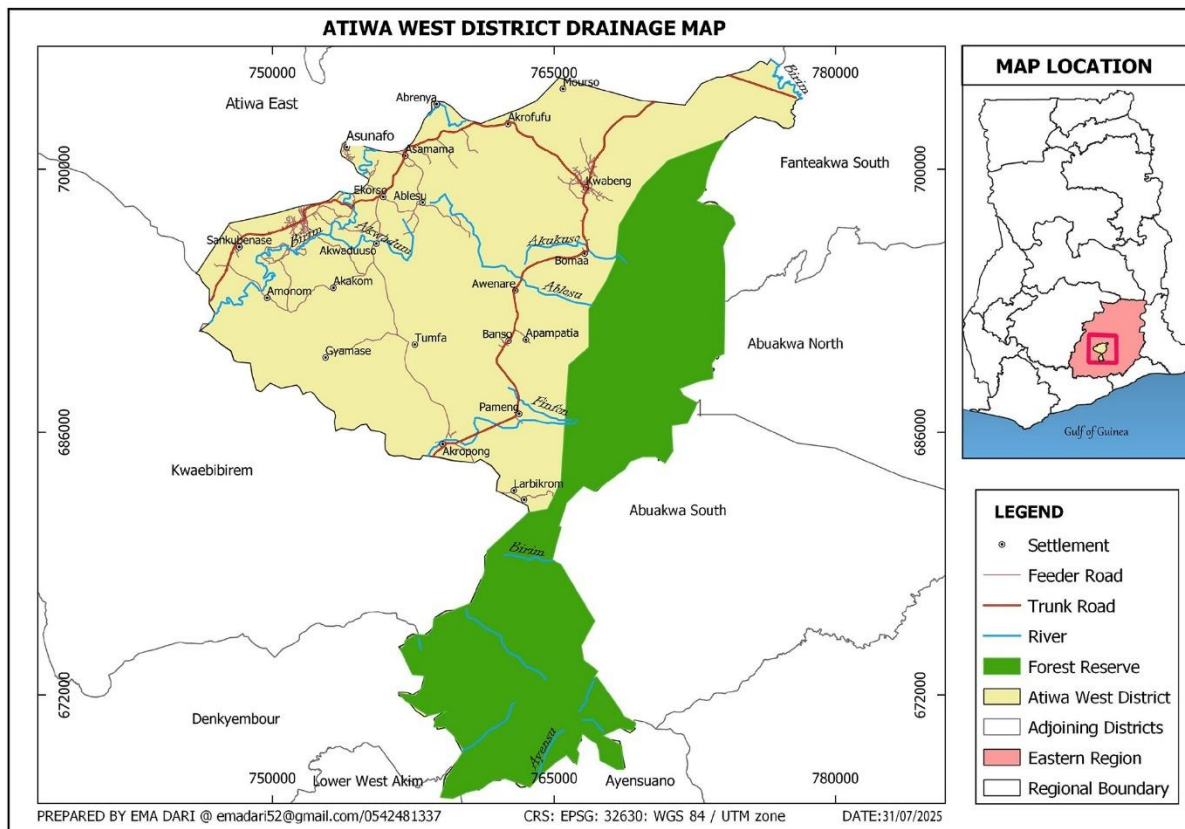 ATIWA WEST DISTRICT DRAINAGE MAP
750000
765000
780000
Birim
Mourso
Abrenya
Atiwa East
Akrofufu
Asunafo
Asamama
700000
Fanteakwa South
700000
Kwabeng
Ekorso
Ablesu
Birim
Akwadum
Sankubenase
Akwaduuso
Akukuso
Bomaa
Akakom
Awenare
Ablesu
Amonom
Banso
Apampatia
Tumfa
Abuakwa North
Gyamase
Finfon
Pameng
686000
686000
Akropong
Kwaebibirem
Larbikrom
Abuakwa South
Birim
672000
672000
Denkyembour
Ayensu
750000
765000
780000
Lower West Akim
Ayensuano
PREPARED BY EMA DARI @ emadari52@gmail.com/0542481337
CRS: EPSG: 32630: WGS 84 / UTM zone
DATE:31/07/2025
MAP LOCATION
Gulf of Guinea
LEGEND
Settlement
Feeder Road
Trunk Road
River
Forest Reserve
Atiwa West District
Adjoining Districts
Eastern Region
Regional Boundary